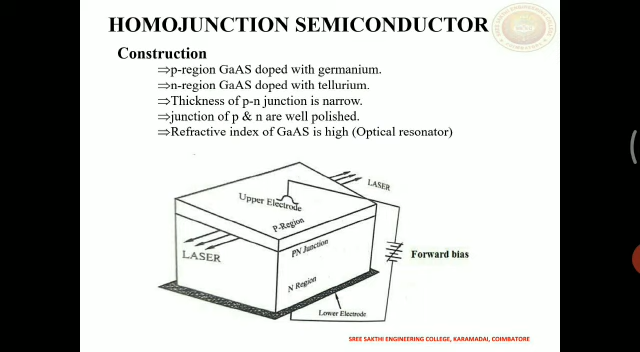 HOMOJUNCTION SEMICONDUCTOR
Construction
⇒p-region GaAS doped with germanium.
⇒n-region GaAS doped with tellurium.
⇒Thickness of p-n junction is narrow.
⇒junction of p & n are well polished.
⇒Refractive index of GaAS is high (Optical resonator)
LASER
Upper Electrode
P-Region
PN Junction
LASER
Forward bias
N Region
Lower Electrode
SREE SAKTHI ENGINEERING COLLEGE, KARAMADAI, COIMBATORE